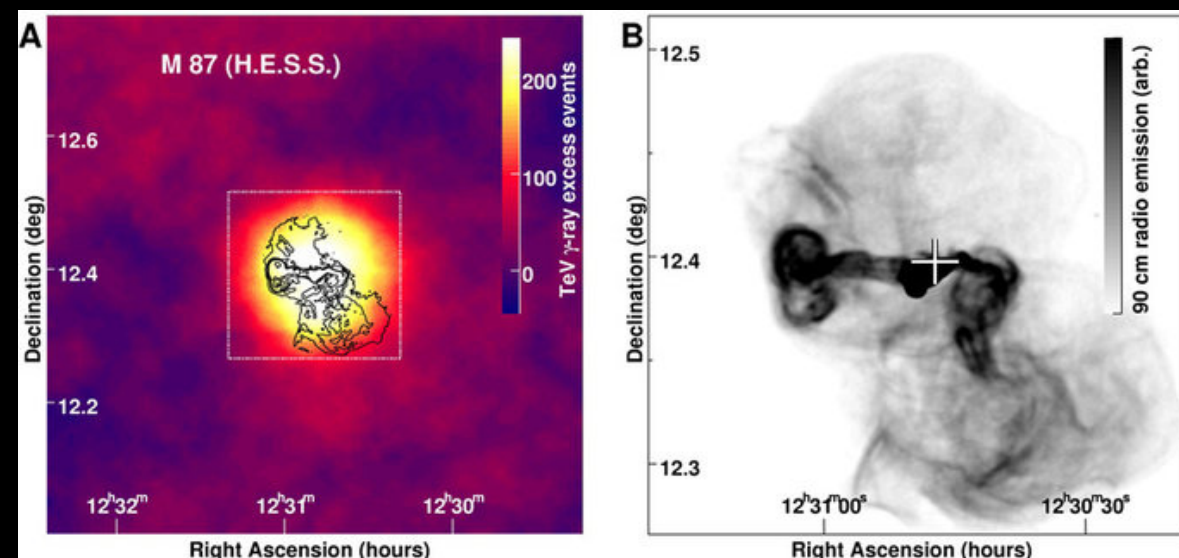 A
M 87 (H.E.S.S.)
200
100
0
TeV γ-ray excess events
12.6
12.4
12.2
Declination (deg)
12ʰ32ᵐ
12ʰ31ᵐ
12ʰ30ᵐ
Right Ascension (hours)
B
90 cm radio emission (arb.)
12.5
12.4
12.3
Declination (deg)
12ʰ31ᵐ00ˢ
12ʰ30ᵐ30ˢ
Right Ascension (hours)